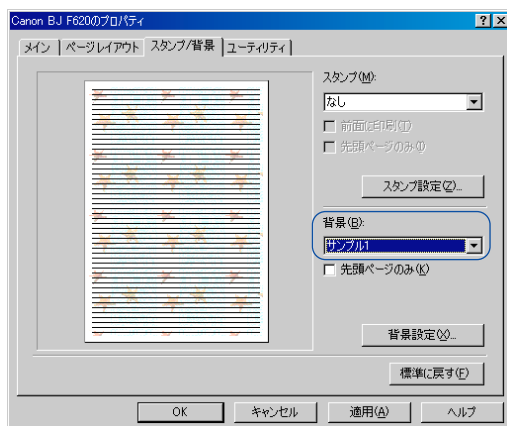 Canon BJ F620のプロパティ
メイン ページレイアウト スタンプ/背景 ユーティリティ
スタンプ(M):
なし
前面に印刷(T)
先頭ページのみ(I)
スタンプ設定(Z)...
背景(B):
サンプル1
先頭ページのみ(K)
背景設定(X)...
標準に戻す(F)
OK キャンセル 適用(A) ヘルプ